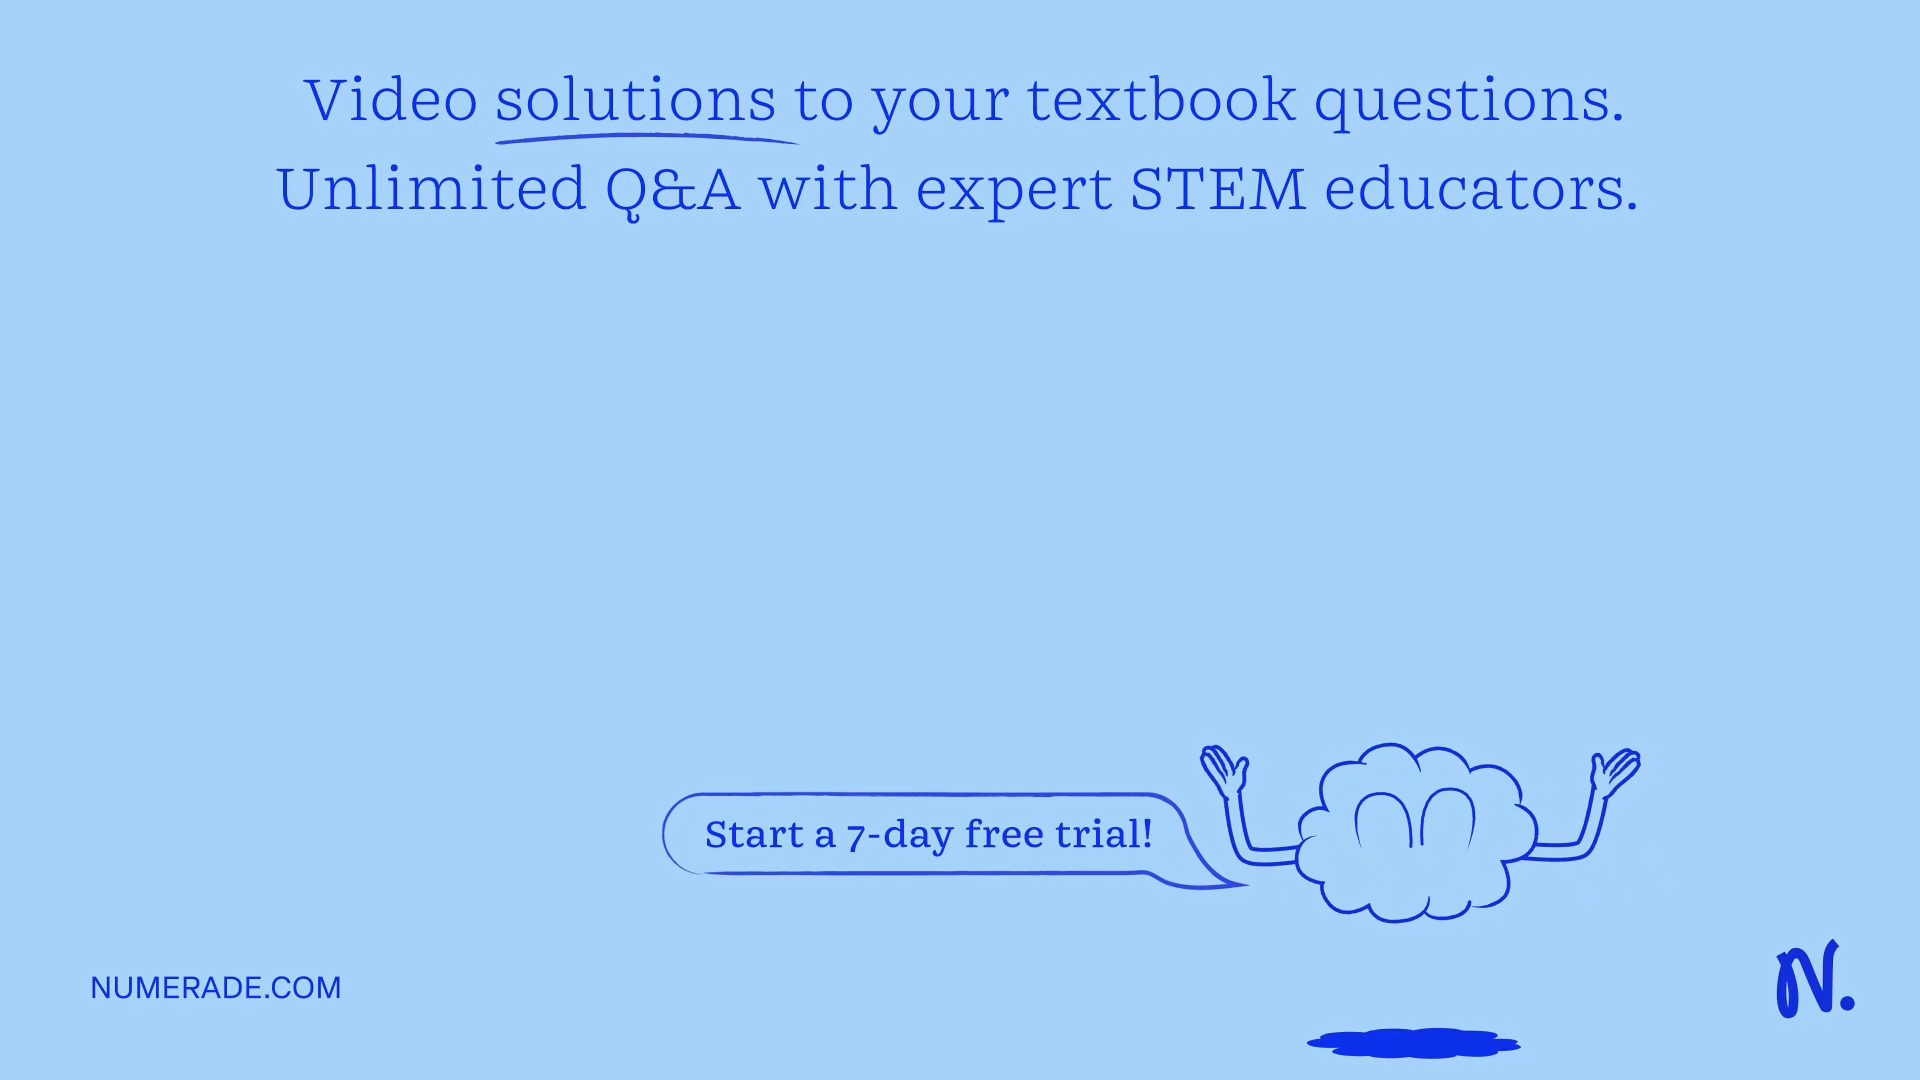 Video solutions to your textbook questions.
Unlimited Q&A with expert STEM educators.
Start a 7-day free trial!
NUMERADE.COM
N.